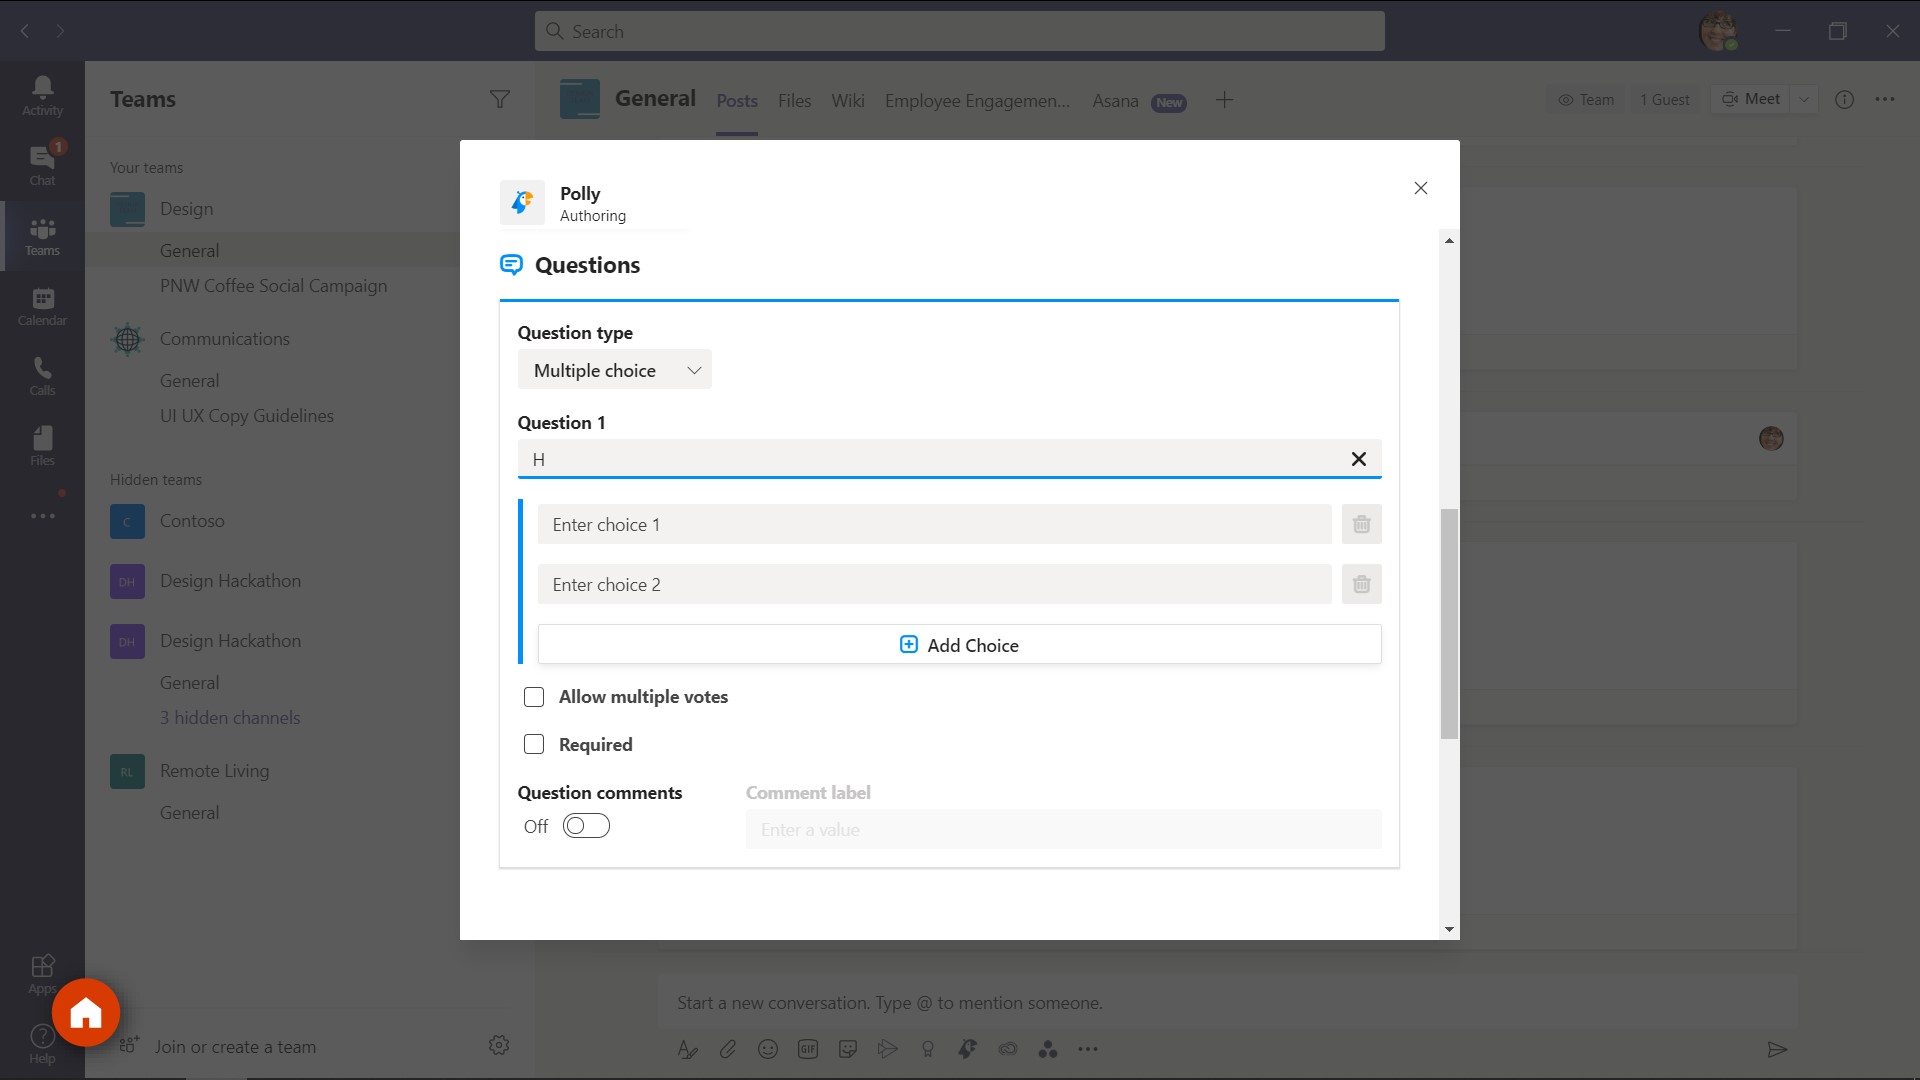 Search
Activity
1
Chat
Teams
Calendar
Calls
Files
Apps
Help
Teams
Your teams
Design
General
PNW Coffee Social Campaign
Communications
General
UI UX Copy Guidelines
Hidden teams
C
Contoso
DH
Design Hackathon
DH
Design Hackathon
General
3 hidden channels
RL
Remote Living
General
Join or create a team
General
Posts
Files
Wiki
Employee Engagemen...
Asana
New
Team
1 Guest
Meet
Polly
Authoring
Questions
Question type
Multiple choice
Question 1
H
Enter choice 1
Enter choice 2
Add Choice
Allow multiple votes
Required
Question comments
Comment label
Off
Enter a value
Start a new conversation. Type @ to mention someone.
GIF